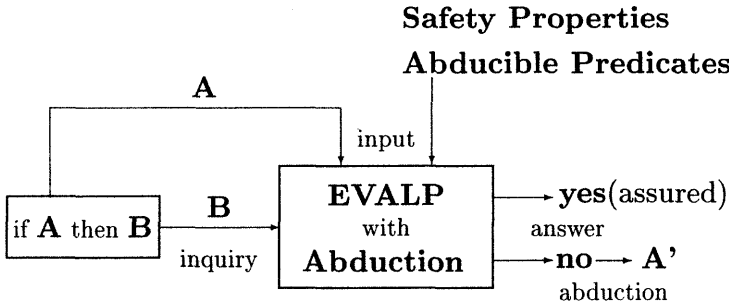 Safety Properties
Abducible Predicates
A
input
if A then B
B
inquiry
EVALP
with
Abduction
yes(assured)
answer
no A'
abduction